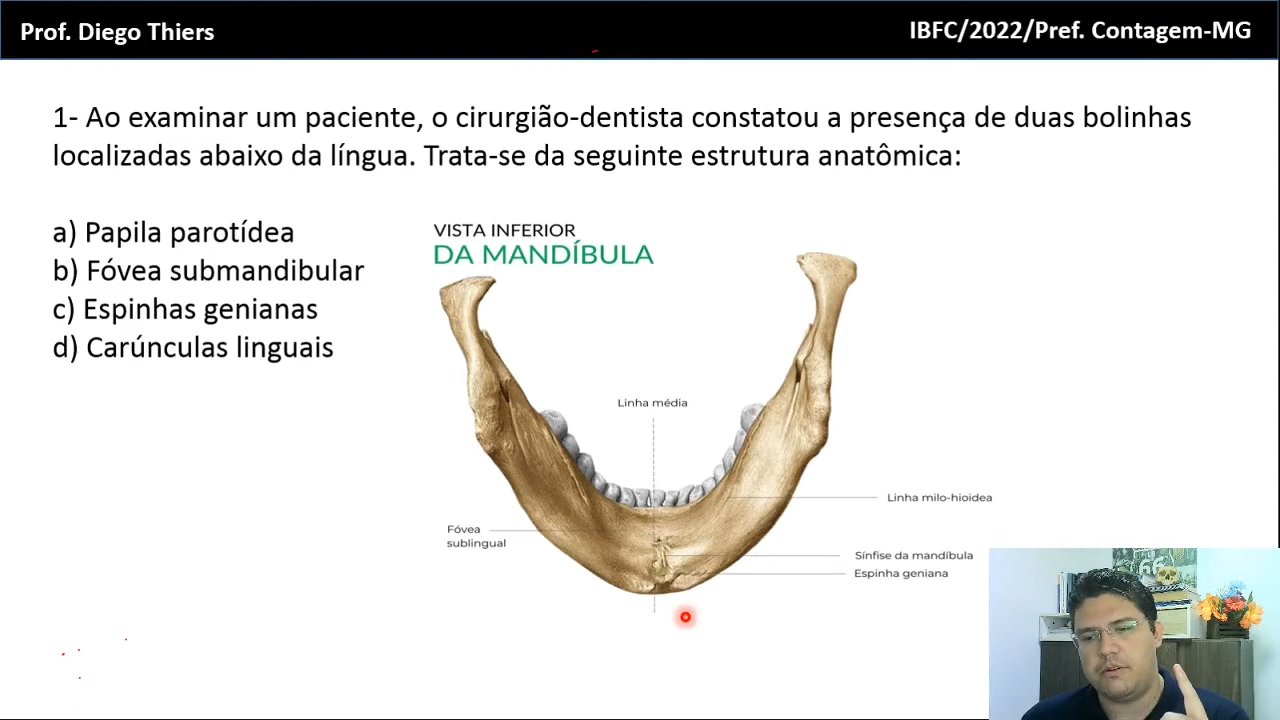 Prof. Diego Thiers
IBFC/2022/Pref. Contagem-MG
1- Ao examinar um paciente, o cirurgião-dentista constatou a presença de duas bolinhas
localizadas abaixo da língua. Trata-se da seguinte estrutura anatômica:
a) Papila parotídea
b) Fóvea submandibular
c) Espinhas genianas
d) Carúnculas linguais
VISTA INFERIOR
DA MANDÍBULA
Linha média
Linha milo-hioidea
Fóvea
sublingual
Sínfise da mandíbula
Espinha geniana